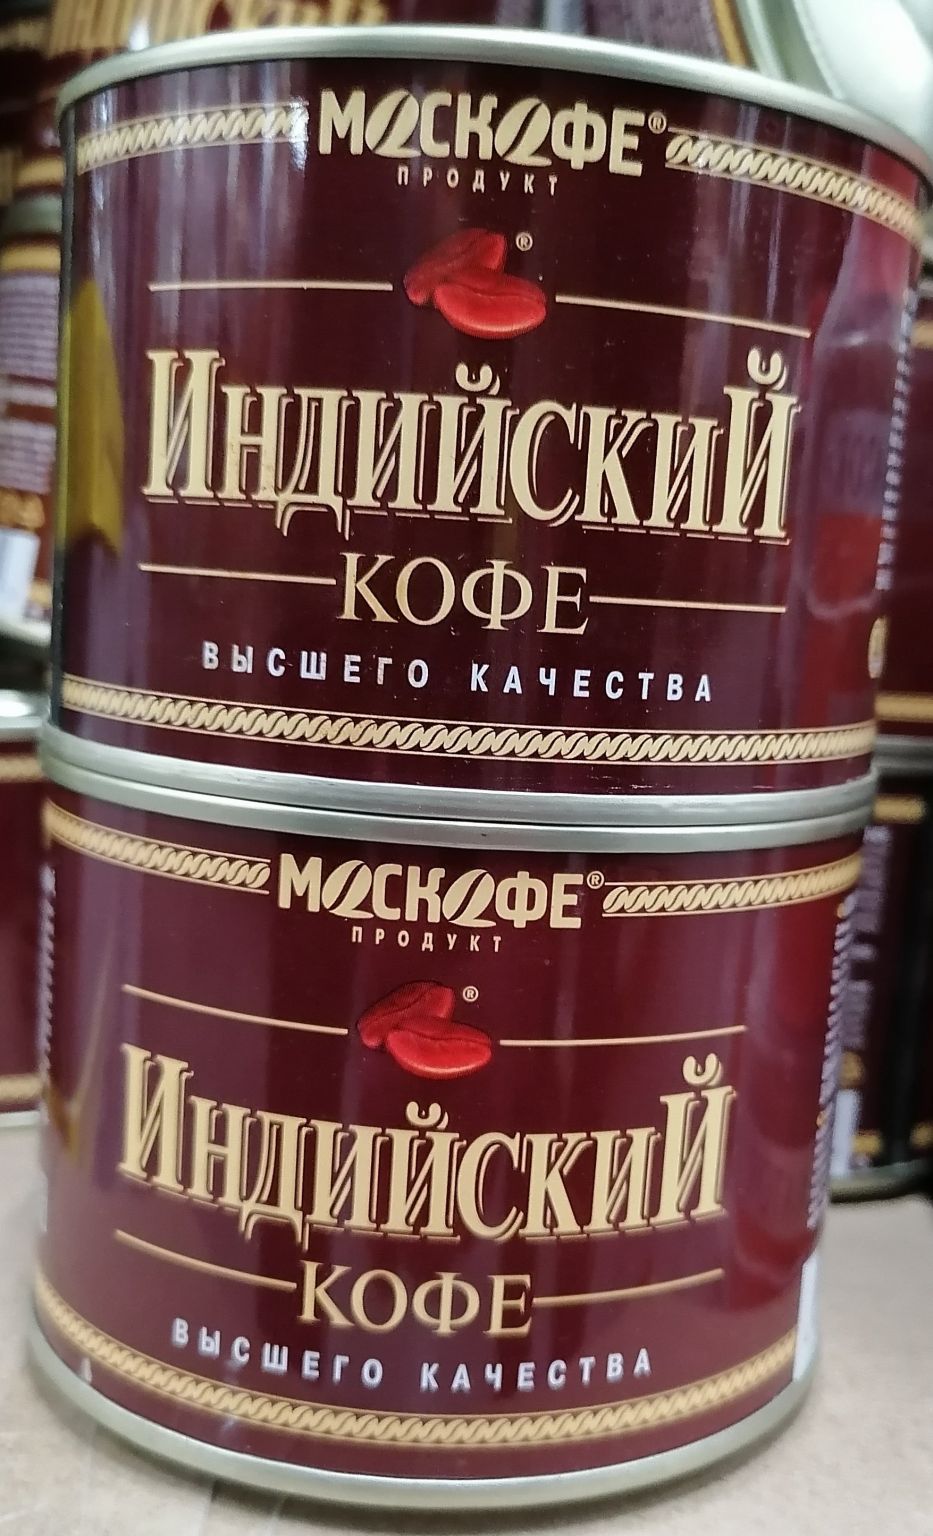 МОСКОФЕ®
ПРОДУКТ
®
Индийский
КОФЕ
ВЫСШЕГО КАЧЕСТВА
МОСКОФЕ®
ПРОДУКТ
®
Индийский
КОФЕ
ВЫСШЕГО КАЧЕСТВА